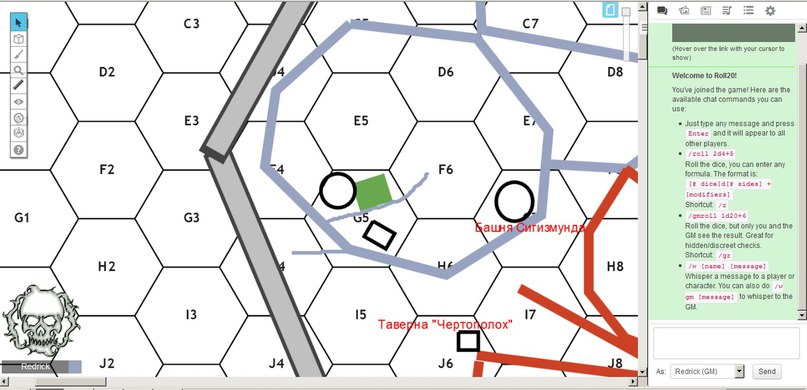 C3
C5
C7
D2
D4
D6
D8
E3
E5
E7
F2
F4
F6
G1
G3
G5
Башня Сигизмунда
H2
H6
H8
I3
I5
I7
Таверна "Чертополох"
J2
J4
J6
J8
Redrick
(Hover over the link with your cursor to
show)
Welcome to Roll20!
You've joined the game! Here are the
available chat commands you can
use:
Just type any message and press
Enter and it will appear to all
other players.
/roll 2d4+5
Roll the dice, you can enter any
formula. The format is:
[# dice]d[# sides] +
[modifiers]
Shortcut: /r
/gmroll 1d20+6
Roll the dice, but only you and the
GM see the result. Great for
hidden/discreet checks.
Shortcut: /gr
/w [name] [message]
Whisper a message to a player or
character. You can also do /w
gm [message] to whisper to the
GM.
As: Redrick (GM) Send